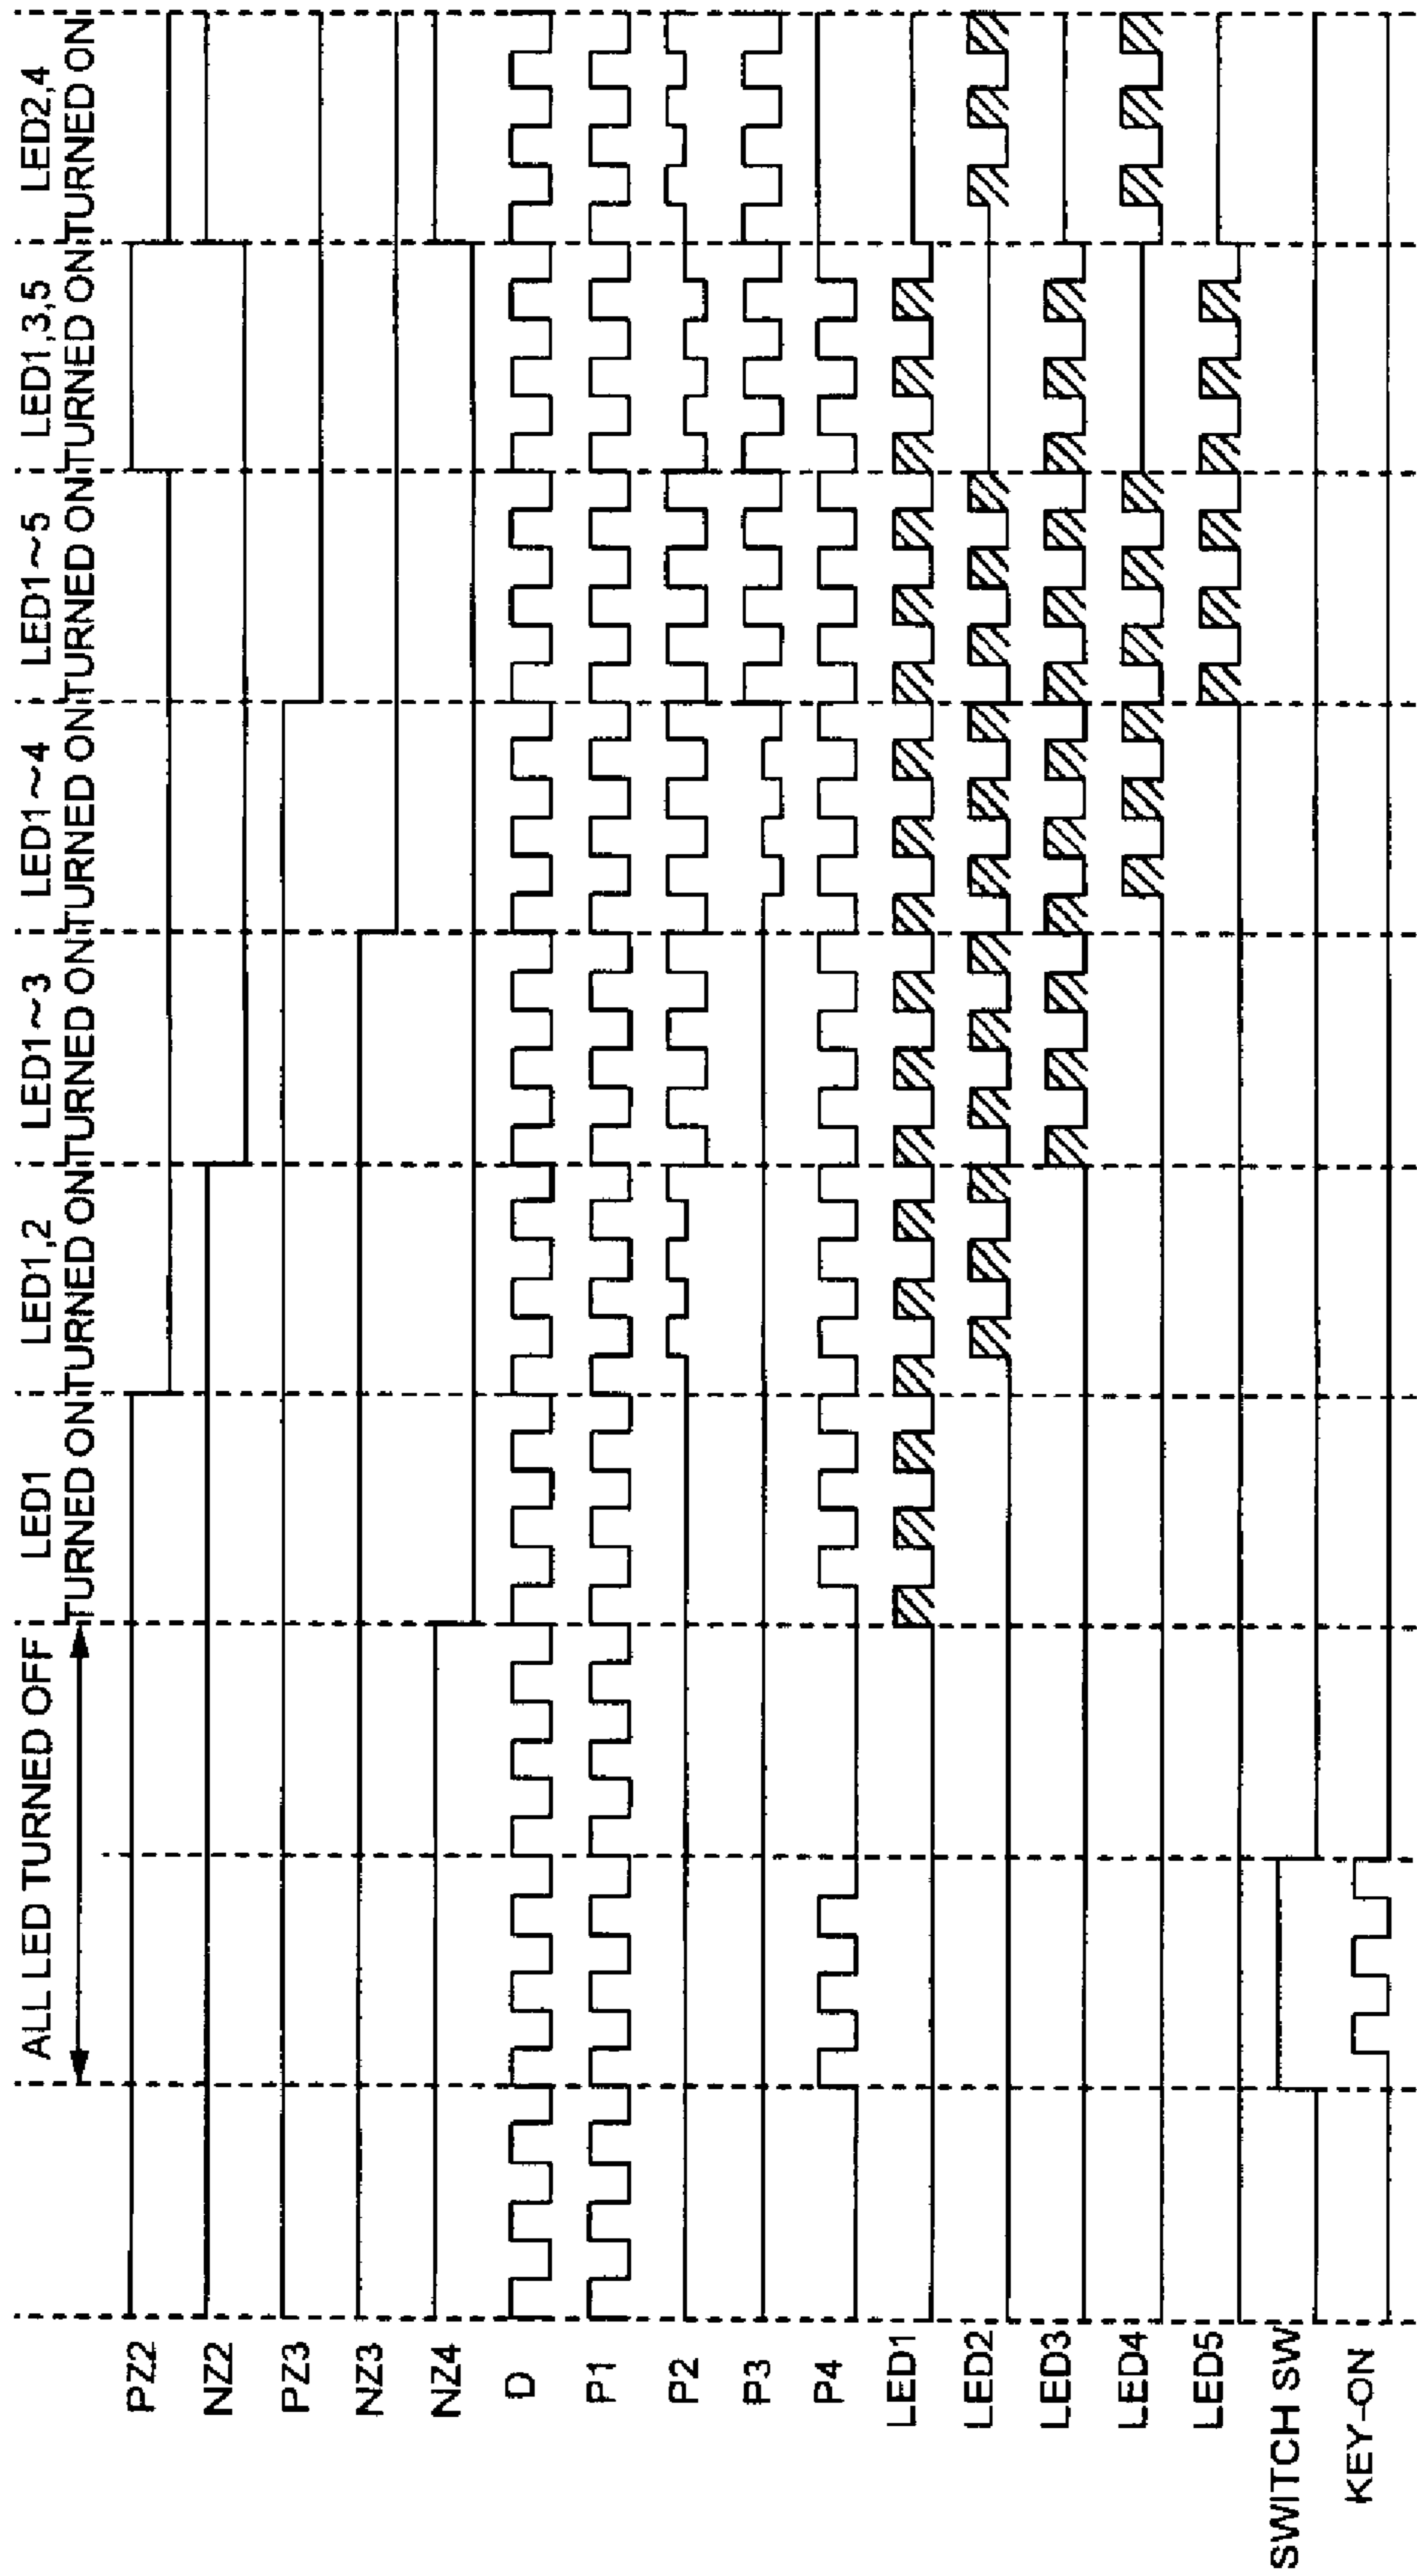 ALL LED TURNED OFF
LED1
TURNED ON
LED1,2
TURNED ON
LED1~3
TURNED ON
LED1~4
TURNED ON
LED1~5
TURNED ON
LED1,3,5
TURNED ON
LED2,4
TURNED ON
PZ2
NZ2
PZ3
NZ3
NZ4
D
P1
P2
P3
P4
LED1
LED2
LED3
LED4
LED5
SWITCH SW
KEY-ON